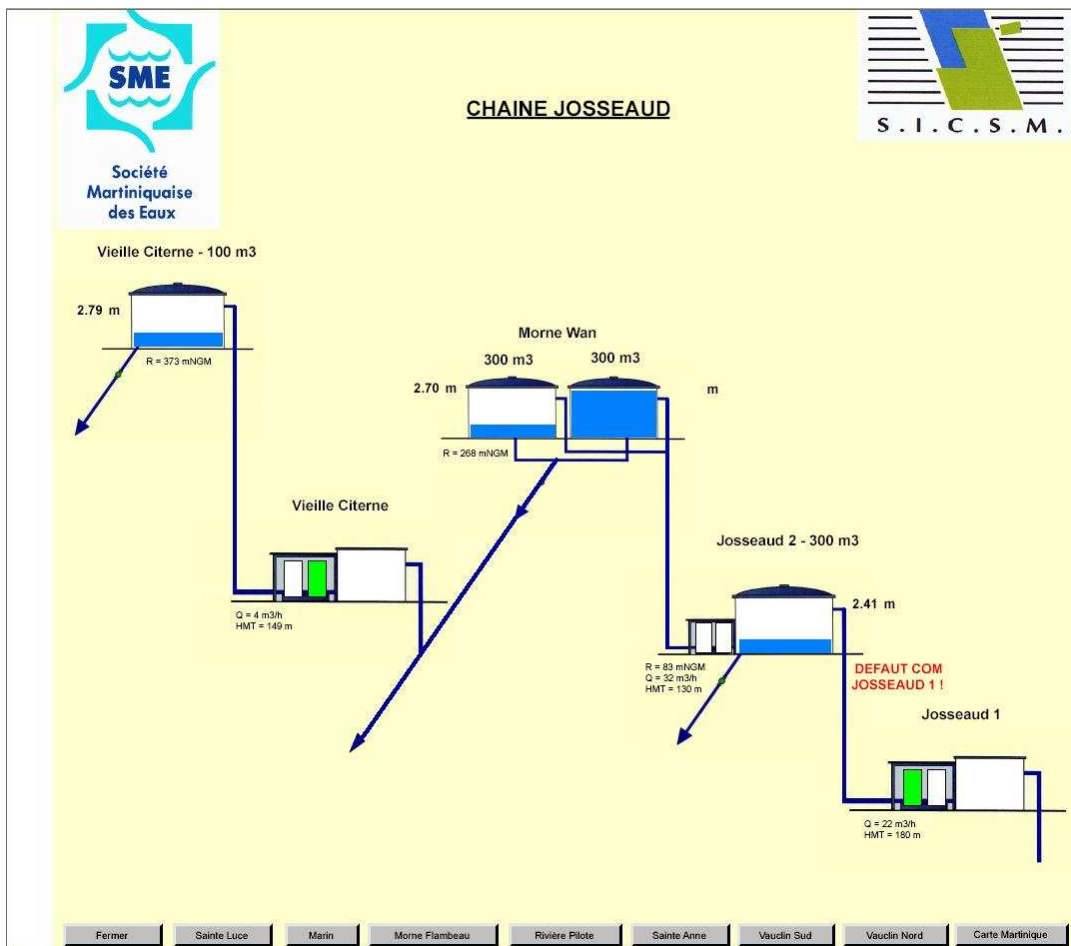 SME
Société
Martiniquaise
des Eaux
CHAINE JOSSEAUD
S.I.C.S.M.
Vieille Citerne - 100 m3
2.79 m
R = 373 mNGM
Morne Wan
300 m3 300 m3
2.70 m
m
R = 268 mNGM
Vieille Citerne
Q = 4 m3/h
HMT = 149 m
Josseaud 2 - 300 m3
2.41 m
R = 83 mNGM
Q = 32 m3/h
HMT = 130 m
DEFAUT COM
JOSSEAUD 1 !
Josseaud 1
Q = 22 m3/h
HMT = 180 m
Fermer Sainte Luce Marin Morne Flambeau Rivière Pilote Sainte Anne Vauclin Sud Vauclin Nord Carte Martinique